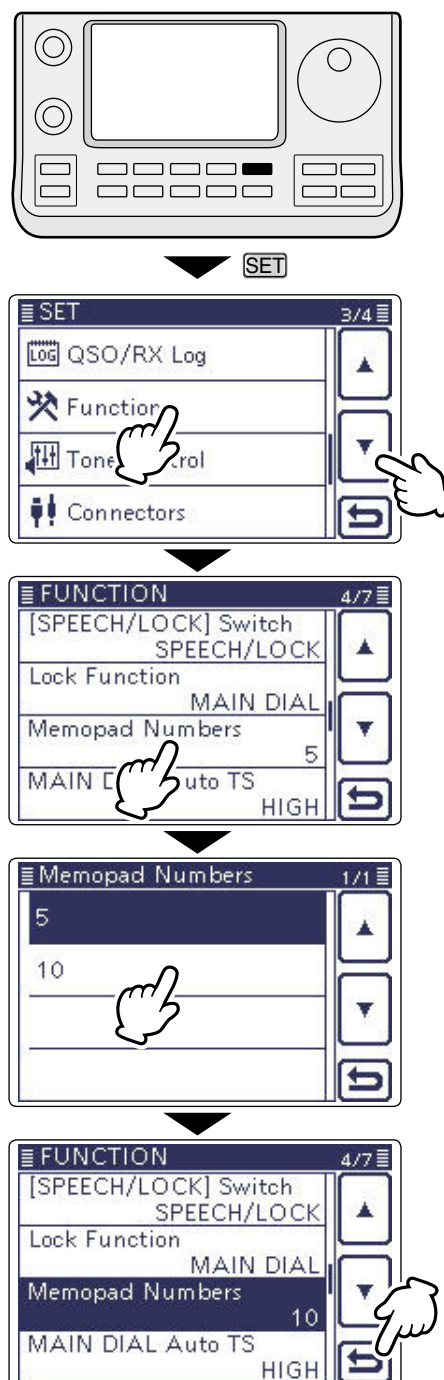 SET
SET
3/4
LOG
QSO/RX Log
Function
Connectors
FUNCTION
4/7
[SPEECH/LOCK] Switch
SPEECH/LOCK
Lock Function
MAIN DIAL
Memopad Numbers
5
MAIN uto TS
HIGH
Memopad Numbers
1/1
5
10
FUNCTION
4/7
[SPEECH/LOCK] Switch
SPEECH/LOCK
Lock Function
MAIN DIAL
Memopad Numbers
10
MAIN DIAL Auto TS
HIGH